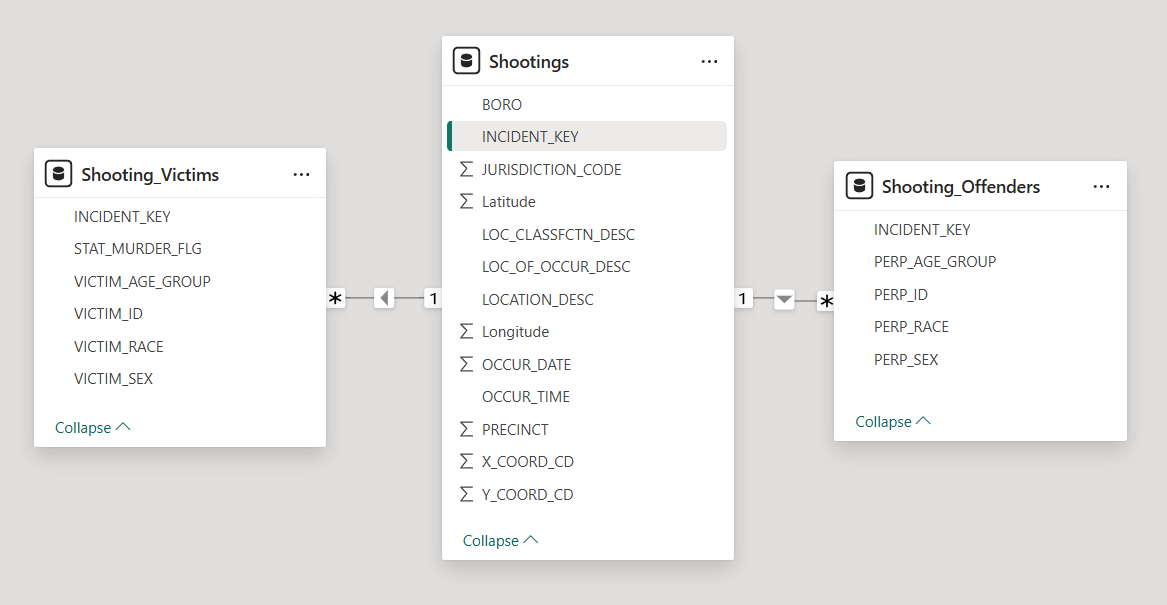 Shooting_Victims
INCIDENT_KEY
STAT_MURDER_FLG
VICTIM_AGE_GROUP
VICTIM_ID
VICTIM_RACE
VICTIM_SEX
Collapse
*
1
Shootings
BORO
INCIDENT_KEY
∑ JURISDICTION_CODE
∑ Latitude
LOC_CLASSFCTN_DESC
LOC_OF_OCCUR_DESC
LOCATION_DESC
∑ Longitude
∑ OCCUR_DATE
OCCUR_TIME
∑ PRECINCT
∑ X_COORD_CD
∑ Y_COORD_CD
Collapse
1
*
Shooting_Offenders
INCIDENT_KEY
PERP_AGE_GROUP
PERP_ID
PERP_RACE
PERP_SEX
Collapse